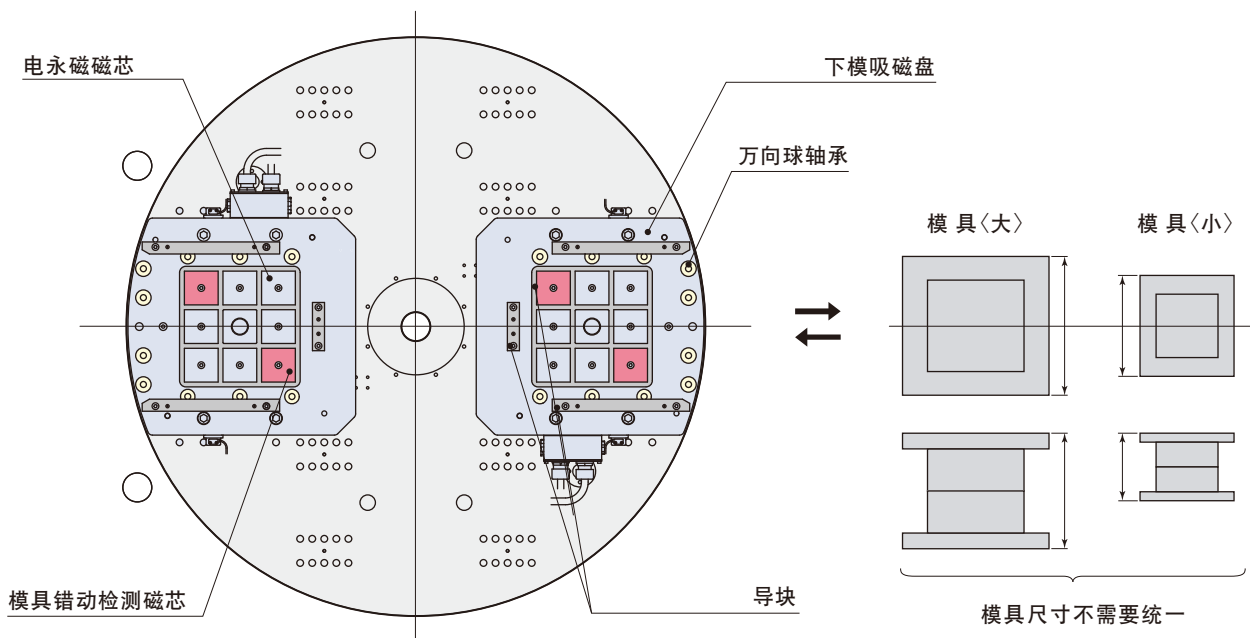 电永磁磁芯
下模吸磁盘
万向球轴承
模 具〈大〉
模 具〈小〉
模具错动检测磁芯
导块
模具尺寸不需要统一